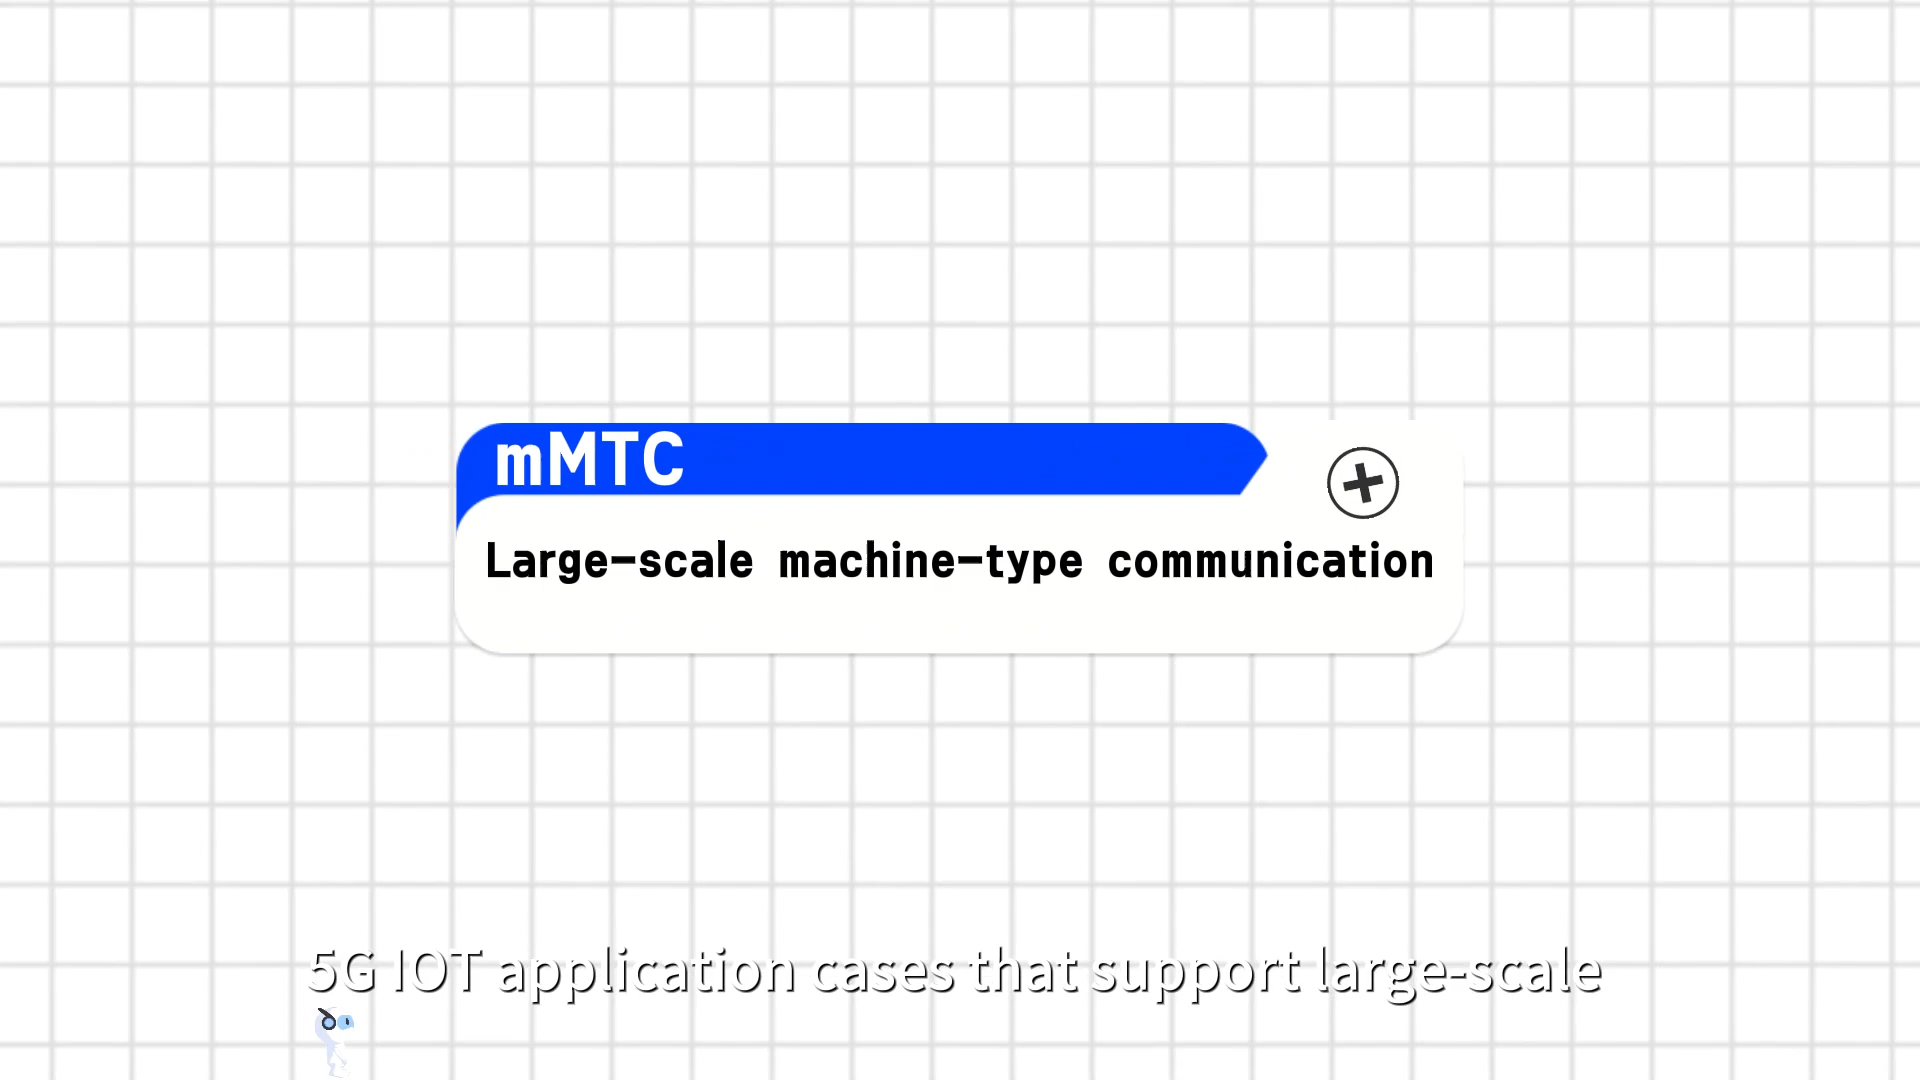 mMTC
Large-scale machine-type communication
5G IOT application cases that support large-scale